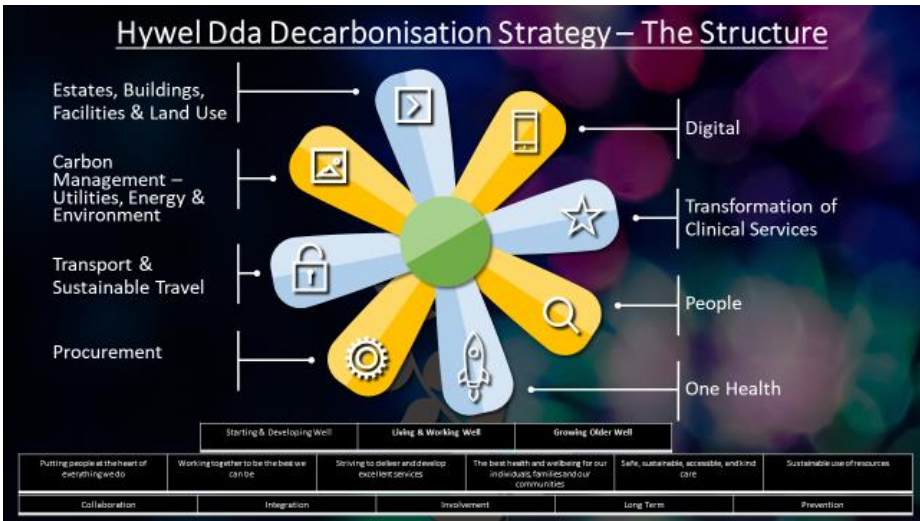 Hywel Dda Decarbonisation Strategy – The Structure
Estates, Buildings,
Facilities & Land Use
Carbon
Management –
Utilities, Energy &
Environment
Transport &
Sustainable Travel
Procurement
Digital
Transformation of
Clinical Services
People
One Health
Starting & Developing Well
Living & Working Well
Growing Older Well
Putting people at the heart of
everything we do
Working together to be the best we
can be
Striving to deliver and develop
excellent services
The best health and wellbeing for our
individuals, families and our
communities
Safe, sustainable, accessible, and kind
care
Sustainable use of resources
Collaboration
Integration
Involvement
Long Term
Prevention